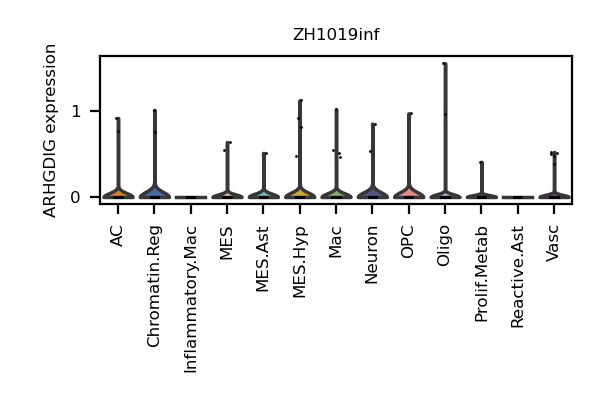 ZH1019inf
ARHGDIG expression
1
0
AC
Chromatin.Reg
Inflammatory.Mac
MES
MES.Ast
MES.Hyp
Mac
Neuron
OPC
Oligo
Prolif.Metab
Reactive.Ast
Vasc